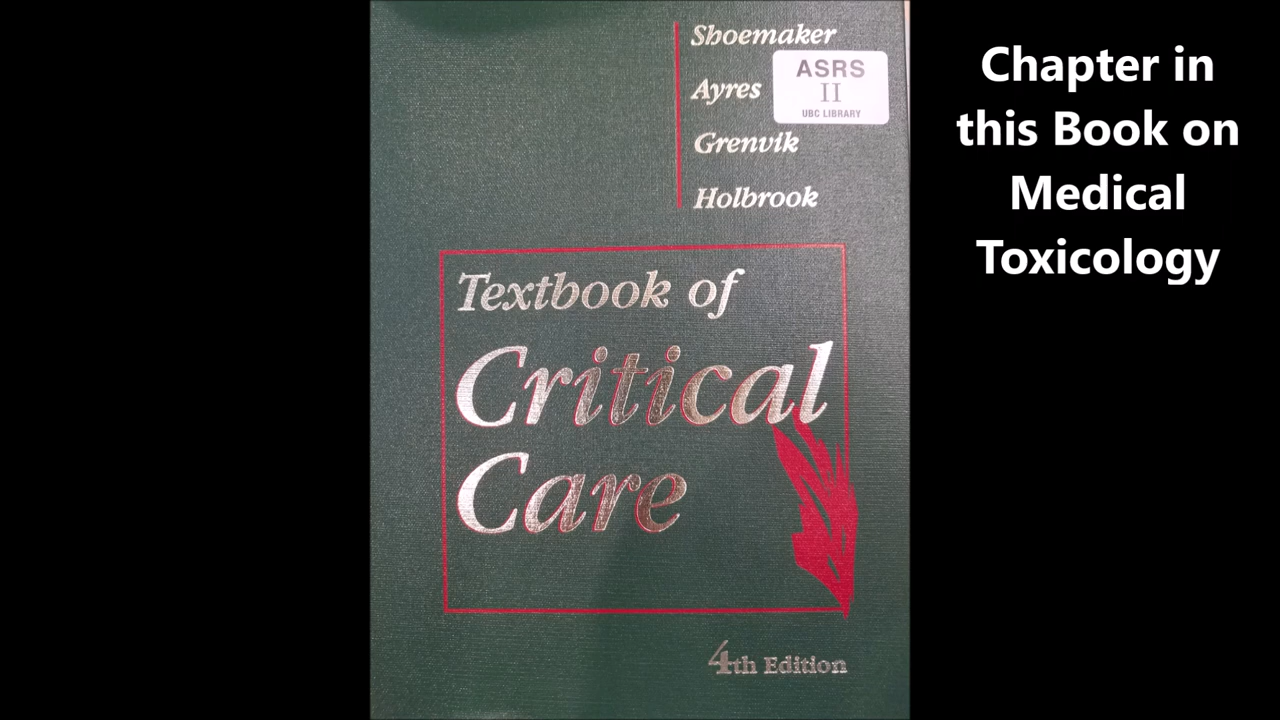 Shoemaker
Ayres
Grenvik
Holbrook
ASRS
II
UBC LIBRARY
Textbook of
Critical
Care
4th Edition
Chapter in
this Book on
Medical
Toxicology